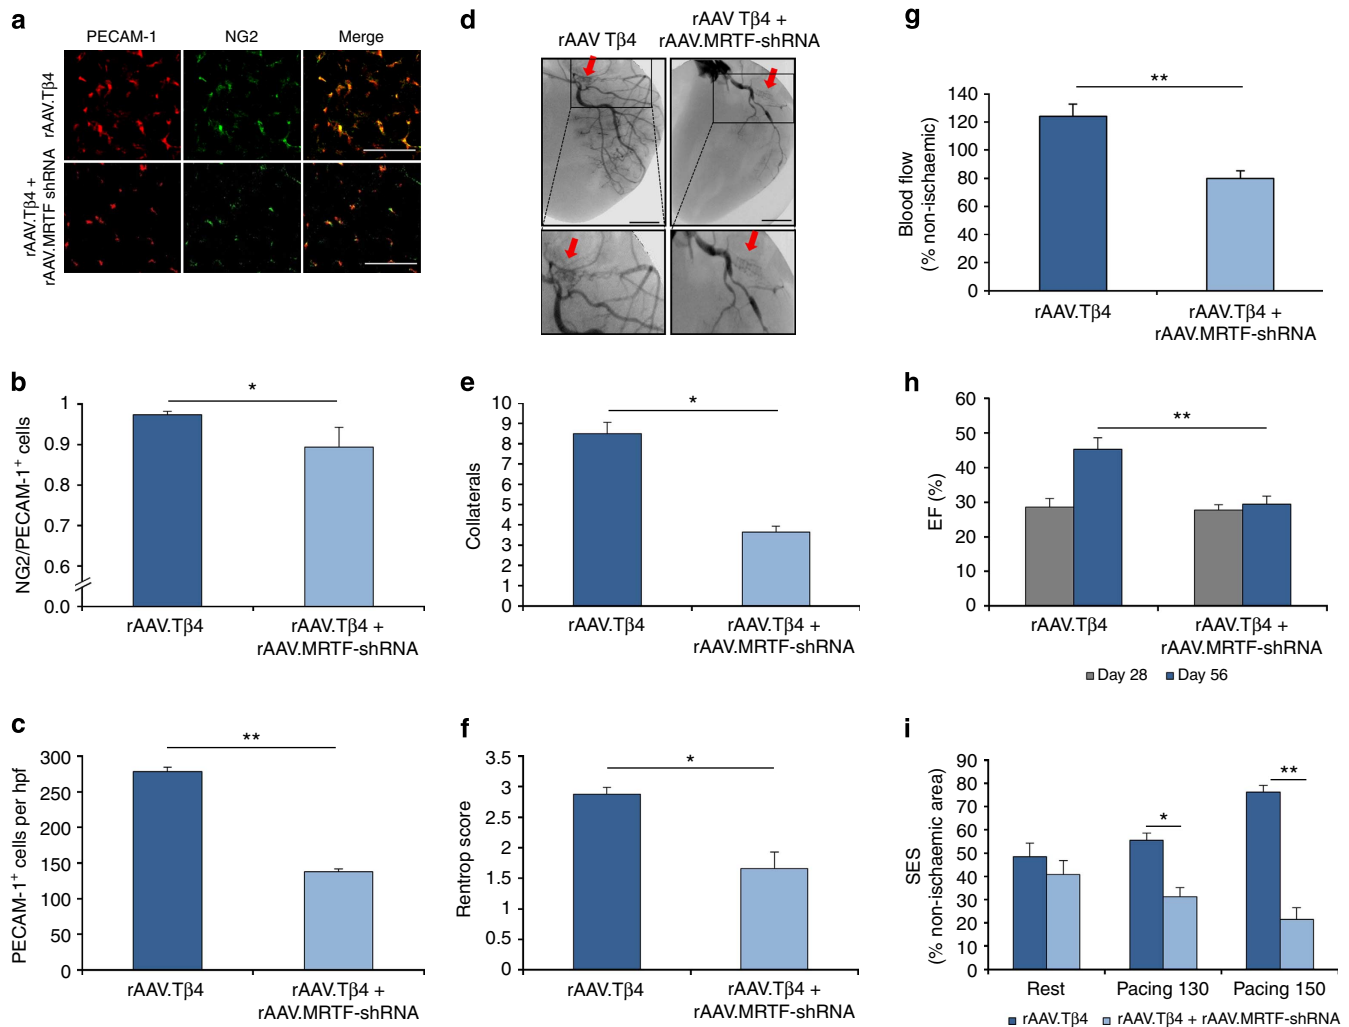 a
PECAM-1 NG2 Merge
rAAV.Tβ4
rAAV.Tβ4 +
rAAV.MRTF shRNA
b
NG2/PECAM-1+ cells
1
0.9
0.8
0.7
0.6
0.0
*
rAAV.Tβ4
rAAV.Tβ4 +
rAAV.MRTF-shRNA
c
PECAM-1+ cells per hpf
300
250
200
150
100
50
0
**
rAAV.Tβ4
rAAV.Tβ4 +
rAAV.MRTF-shRNA
d
rAAV Tβ4
rAAV Tβ4 +
rAAV.MRTF-shRNA
e
Collaterals
10
9
8
7
6
5
4
3
2
1
0
*
rAAV.Tβ4
rAAV.Tβ4 +
rAAV.MRTF-shRNA
f
Rentrop score
3.5
3
2.5
2
1.5
1
0.5
0
*
rAAV.Tβ4
rAAV.Tβ4 +
rAAV.MRTF-shRNA
g
Blood flow
(% non-ischaemic)
140
120
100
80
60
40
20
0
**
rAAV.Tβ4
rAAV.Tβ4 +
rAAV.MRTF-shRNA
h
EF (%)
60
50
40
30
20
10
0
**
rAAV.Tβ4
rAAV.Tβ4 +
rAAV.MRTF-shRNA
Day 28 Day 56
i
SES
(% non-ischaemic area)
90
80
70
60
50
40
30
20
10
0
*
**
Rest Pacing 130 Pacing 150
rAAV.Tβ4 rAAV.Tβ4 + rAAV.MRTF-shRNA